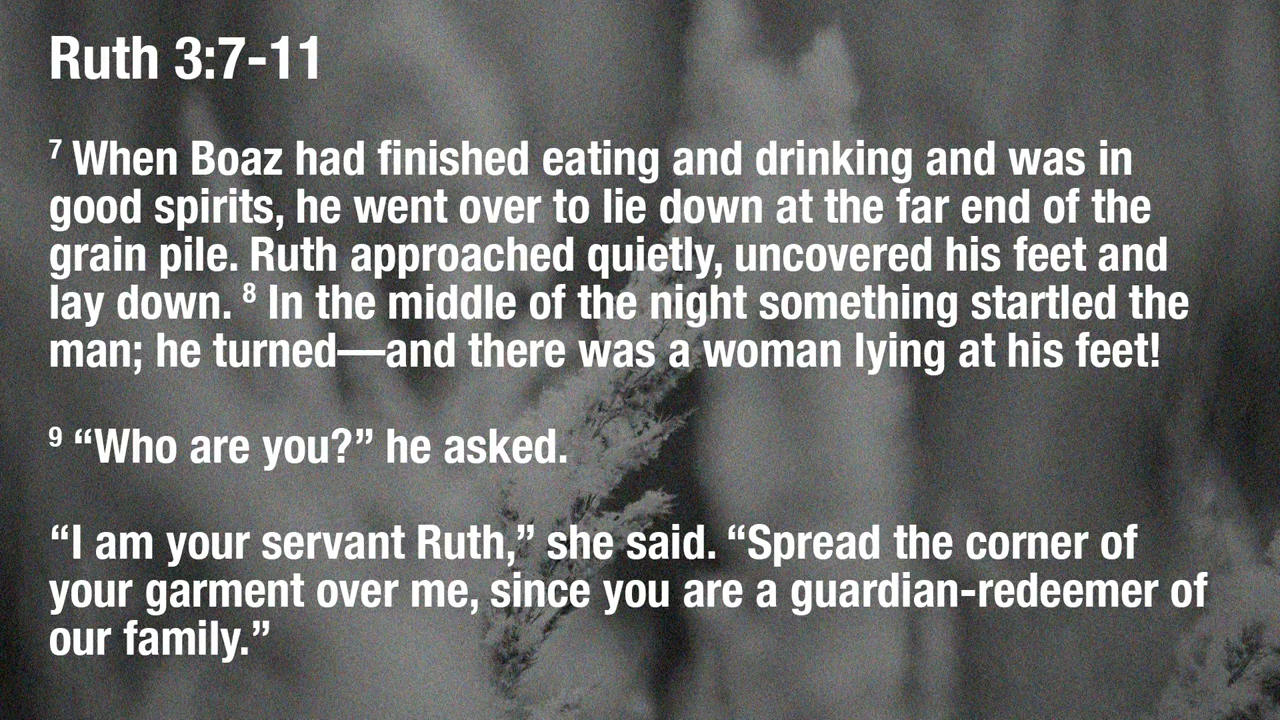 Ruth 3:7-11
⁷ When Boaz had finished eating and drinking and was in
good spirits, he went over to lie down at the far end of the
grain pile. Ruth approached quietly, uncovered his feet and
lay down. ⁸ In the middle of the night something startled the
man; he turned—and there was a woman lying at his feet!
⁹ “Who are you?” he asked.
“I am your servant Ruth,” she said. “Spread the corner of
your garment over me, since you are a guardian-redeemer of
our family.”